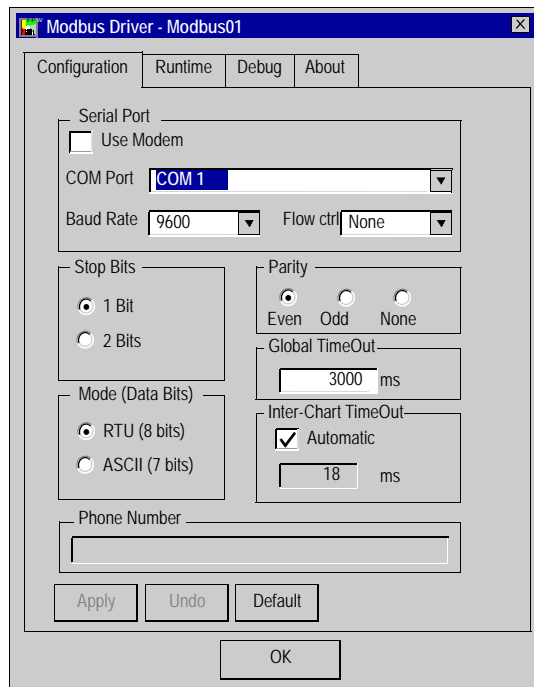 Modbus Driver - Modbus01
Configuration Runtime Debug About
Serial Port
Use Modem
COM Port COM 1
Baud Rate 9600 Flow ctrl None
Stop Bits
1 Bit
2 Bits
Parity
Even Odd None
Global TimeOut
3000 ms
Mode (Data Bits)
RTU (8 bits)
ASCII (7 bits)
Inter-Chart TimeOut
Automatic
18 ms
Phone Number
Apply Undo Default
OK